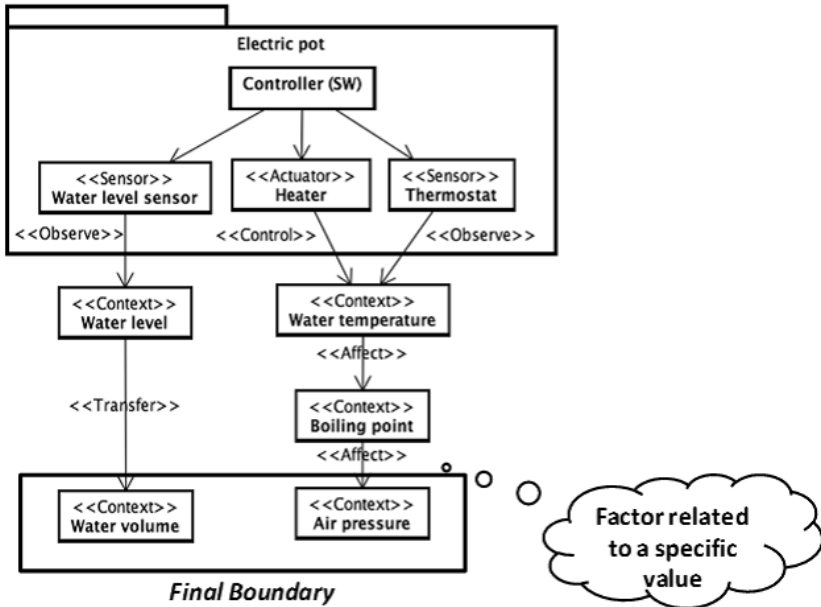 Electric pot
Controller (SW)
<<Sensor>>
Water level sensor
<<Actuator>>
Heater
<<Sensor>>
Thermostat
<<Observe>>
<<Control>>
<<Observe>>
<<Context>>
Water level
<<Context>>
Water temperature
<<Affect>>
<<Transfer>>
<<Context>>
Boiling point
<<Affect>>
<<Context>>
Water volume
<<Context>>
Air pressure
Factor related
to a specific
value
Final Boundary